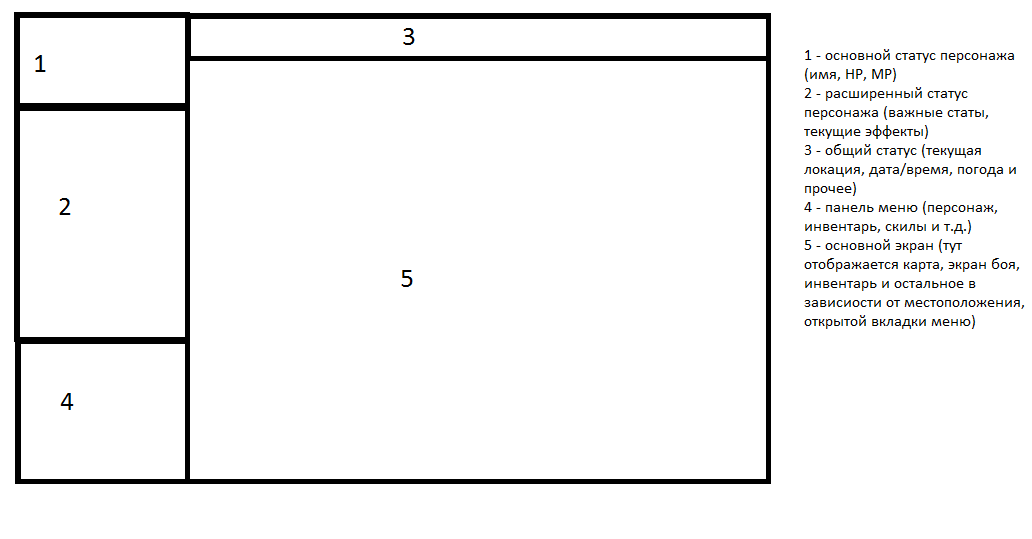 1
3
2
5
4
1 - основной статус персонажа
(имя, HP, MP)
2 - расширенный статус
персонажа (важные статы,
текущие эффекты)
3 - общий статус (текущая
локация, дата/время, погода и
прочее)
4 - панель меню (персонаж,
инвентарь, скилы и т.д.)
5 - основной экран (тут
отображается карта, экран боя,
инвентарь и остальное в
зависиости от местоположения,
открытой вкладки меню)